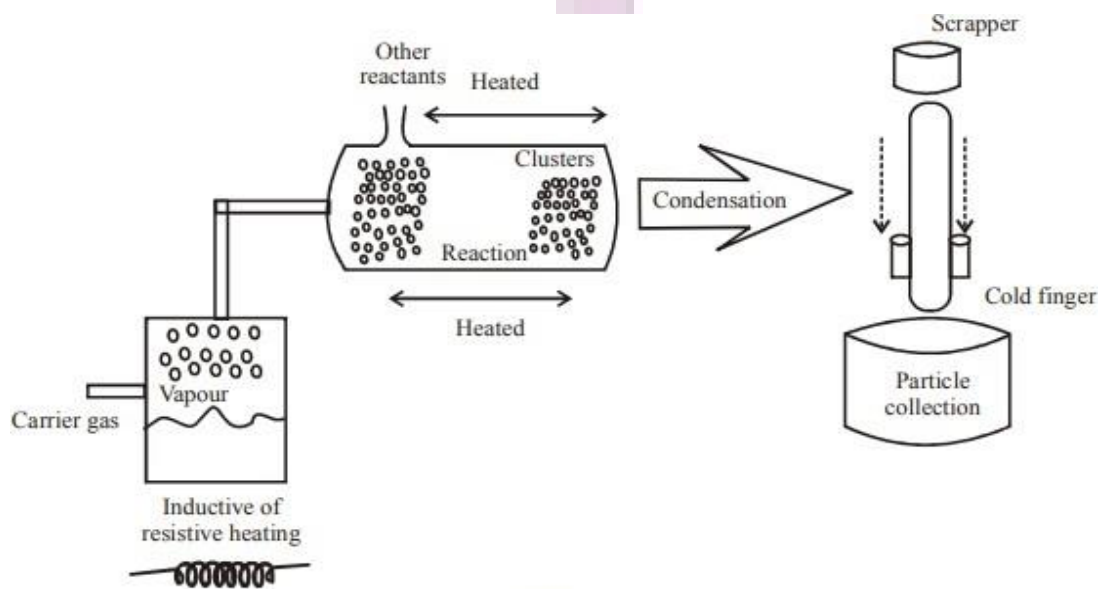 Scrapper
Other
reactants
Heated
Clusters
Condensation
Reaction
Cold finger
Heated
Vapour
Particle
collection
Carrier gas
Inductive of
resistive heating